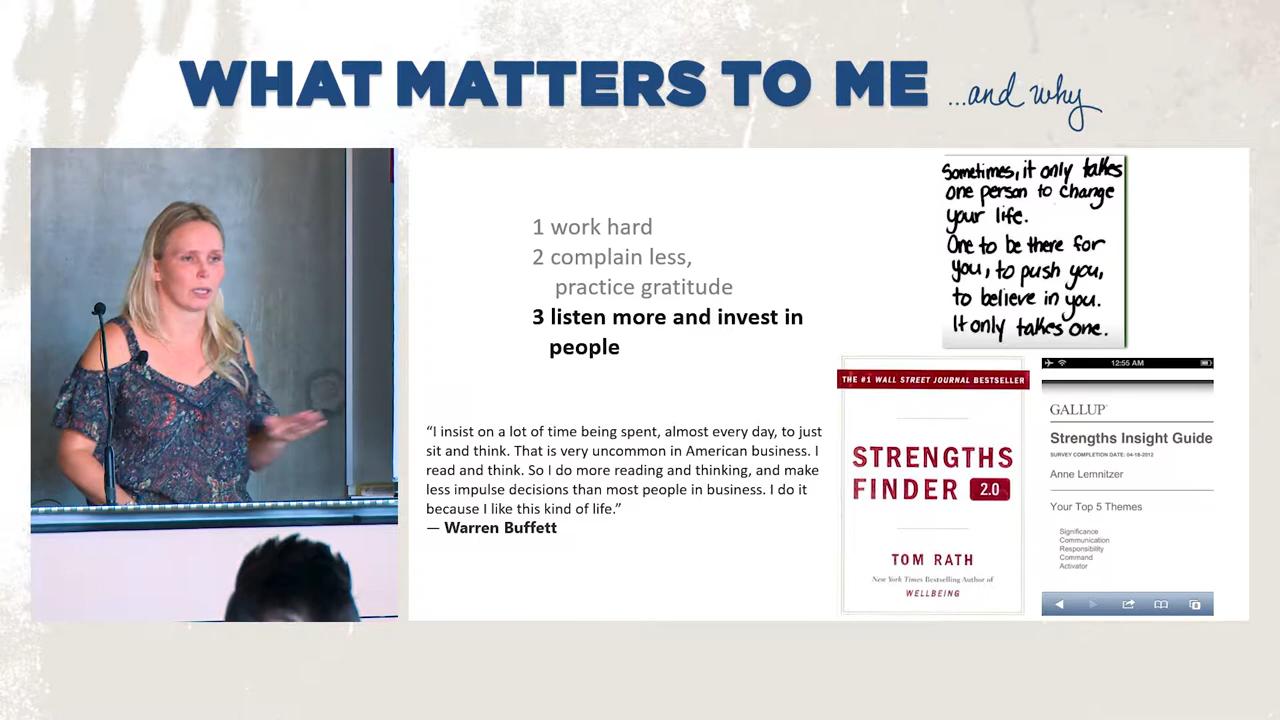 WHAT MATTERS TO ME ...and why
1 work hard
2 complain less,
practice gratitude
3 listen more and invest in
people
“I insist on a lot of time being spent, almost every day, to just
sit and think. That is very uncommon in American business. I
read and think. So I do more reading and thinking, and make
less impulse decisions than most people in business. I do it
because I like this kind of life.”
— Warren Buffett
Sometimes, it only takes
one person to change
your life.
One to be there for
you, to push you,
to believe in you.
It only takes one.
THE #1 WALL STREET JOURNAL BESTSELLER
STRENGTHS
FINDER 2.0
TOM RATH
New York Times Bestselling Author of
WELLBEING
12:55 AM
GALLUP
Strengths Insight Guide
SURVEY COMPLETION DATE: 04-18-2012
Anne Lemnitzer
Your Top 5 Themes
Significance
Communication
Responsibility
Command
Activator